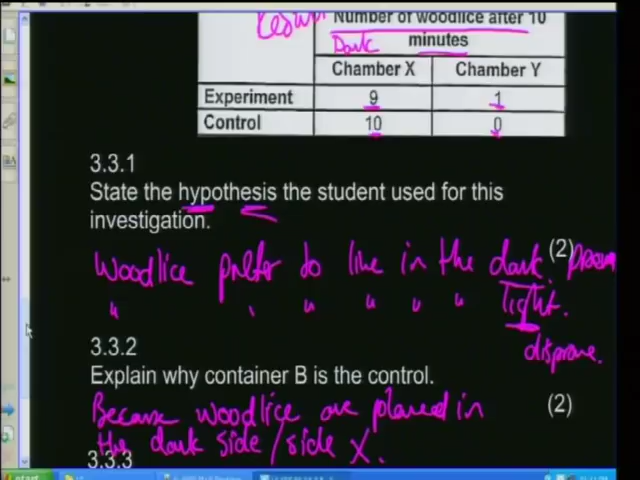 Number of woodlice after 10
Dark minutes
Chamber X Chamber Y
Experiment 9 1
Control 10 0
3.3.1
State the hypothesis the student used for this
investigation.
(2)
Woodlice prefer to live in the dark.
" " " " " " light.
disprove.
3.3.2
Explain why container B is the control.
Because woodlice are placed in (2)
the dark side / side X.
3.3.3
start